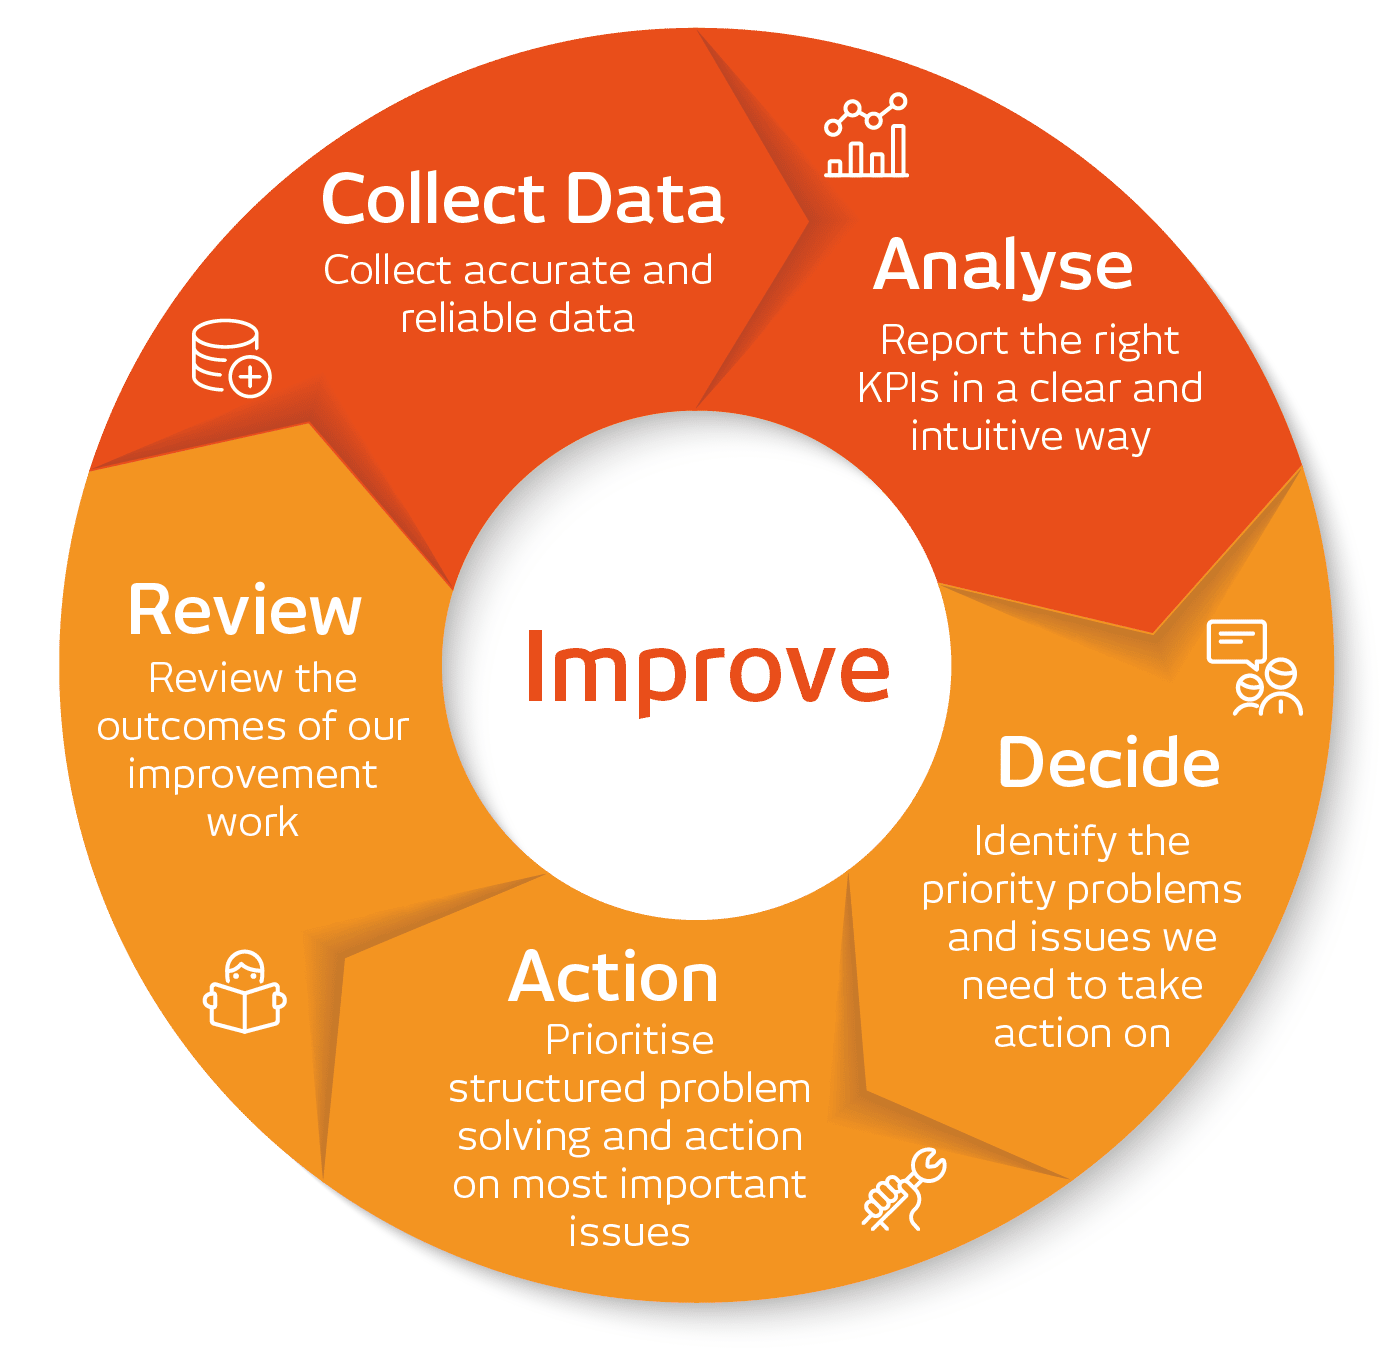 Collect Data
Collect accurate and
reliable data
Analyse
Report the right
KPIs in a clear and
intuitive way
Decide
Identify the
priority problems
and issues we
need to take
action on
Action
Prioritise
structured problem
solving and action
on most important
issues
Review
Review the
outcomes of our
improvement
work
Improve